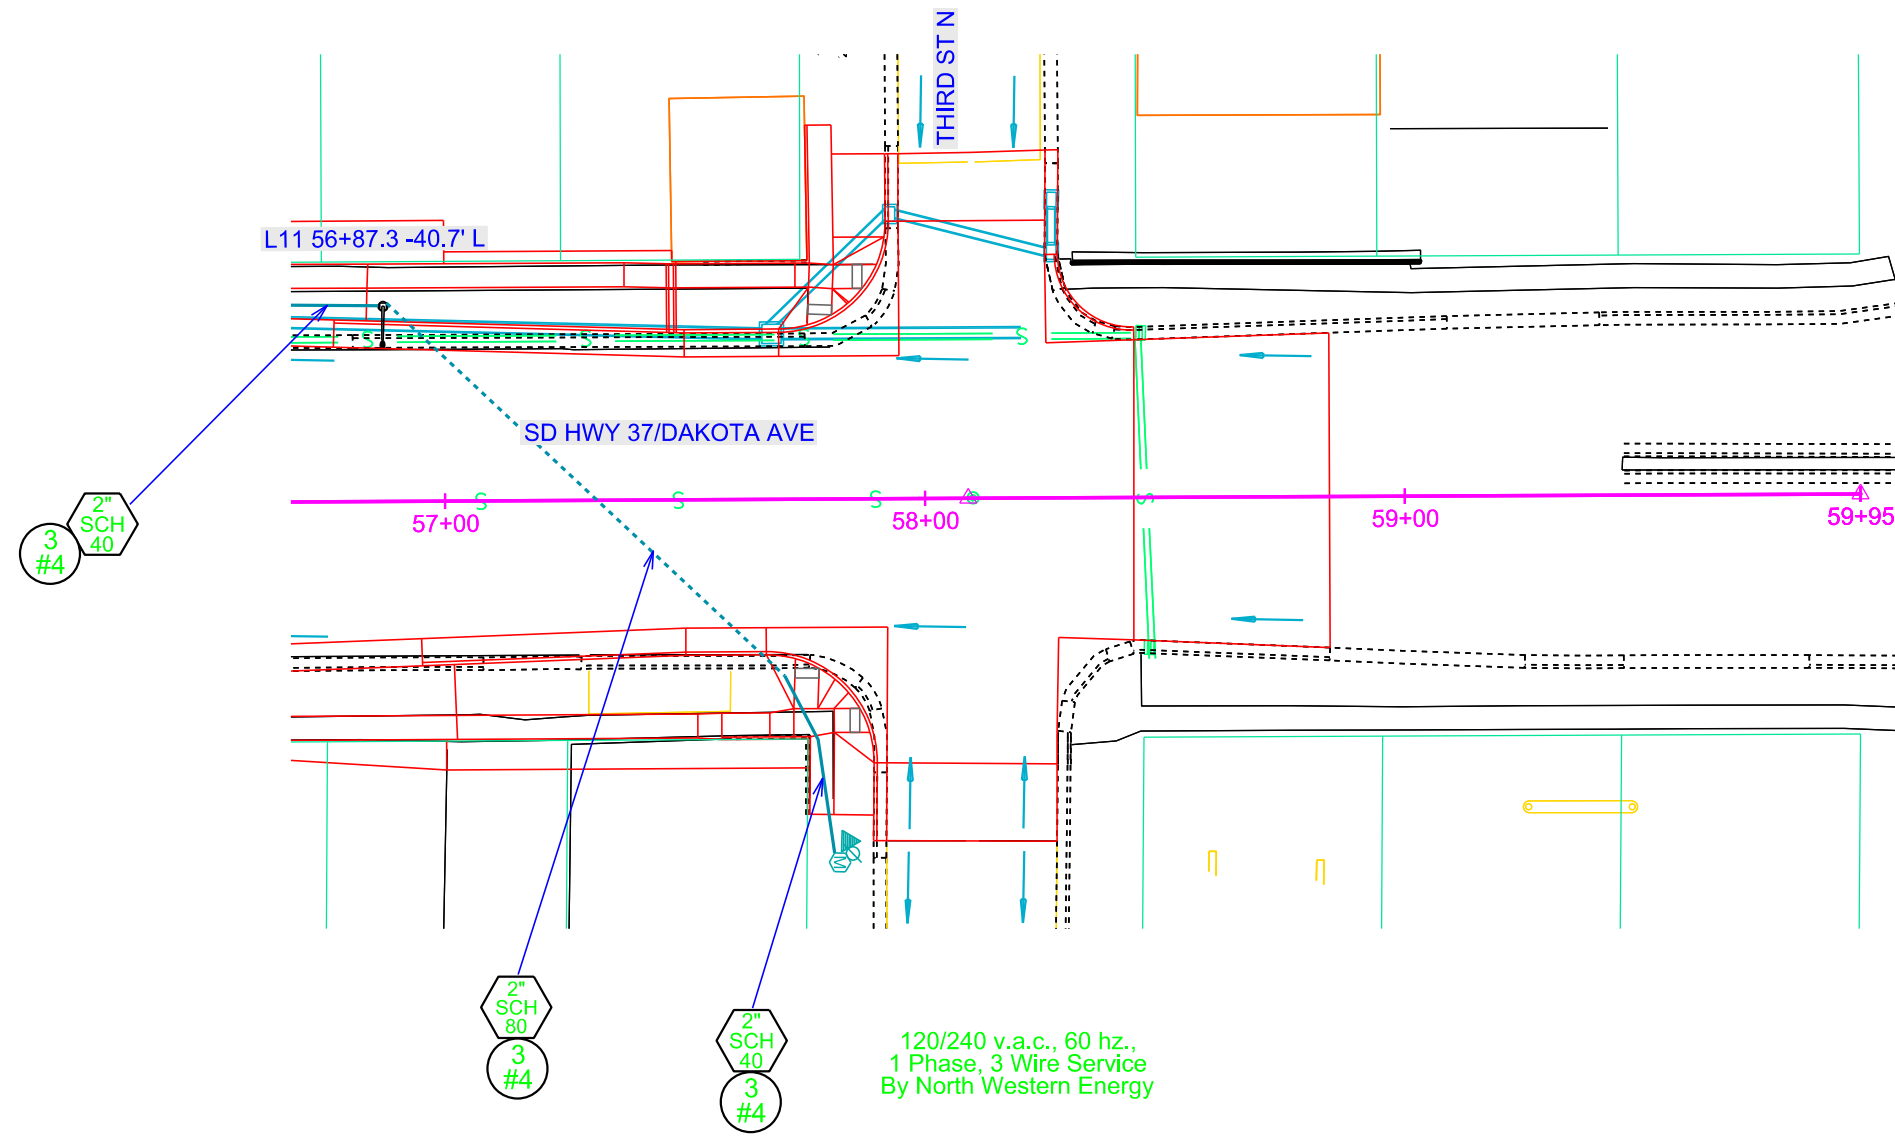 THIRD ST N
L11 56+87.3 -40.7' L
S
S
S
S
SD HWY 37/DAKOTA AVE
S
S
S
S
S
57+00
58+00
59+00
59+95
2"
SCH
40
3
#4
M
2"
SCH
80
3
#4
2"
SCH
40
3
#4
120/240 v.a.c., 60 hz.,
1 Phase, 3 Wire Service
By North Western Energy